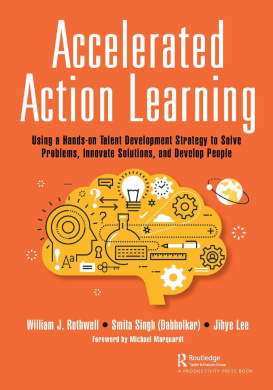 Accelerated
Action Learning
Using a Hands-on Talent Development Strategy to Solve
Problems, Innovate Solutions, and Develop People
A
William J. Rothwell • Smita Singh (Dabholkar) • Jihye Lee
Foreword by Michael Marquardt
Routledge
Taylor & Francis Group
A PRODUCTIVITY PRESS BOOK